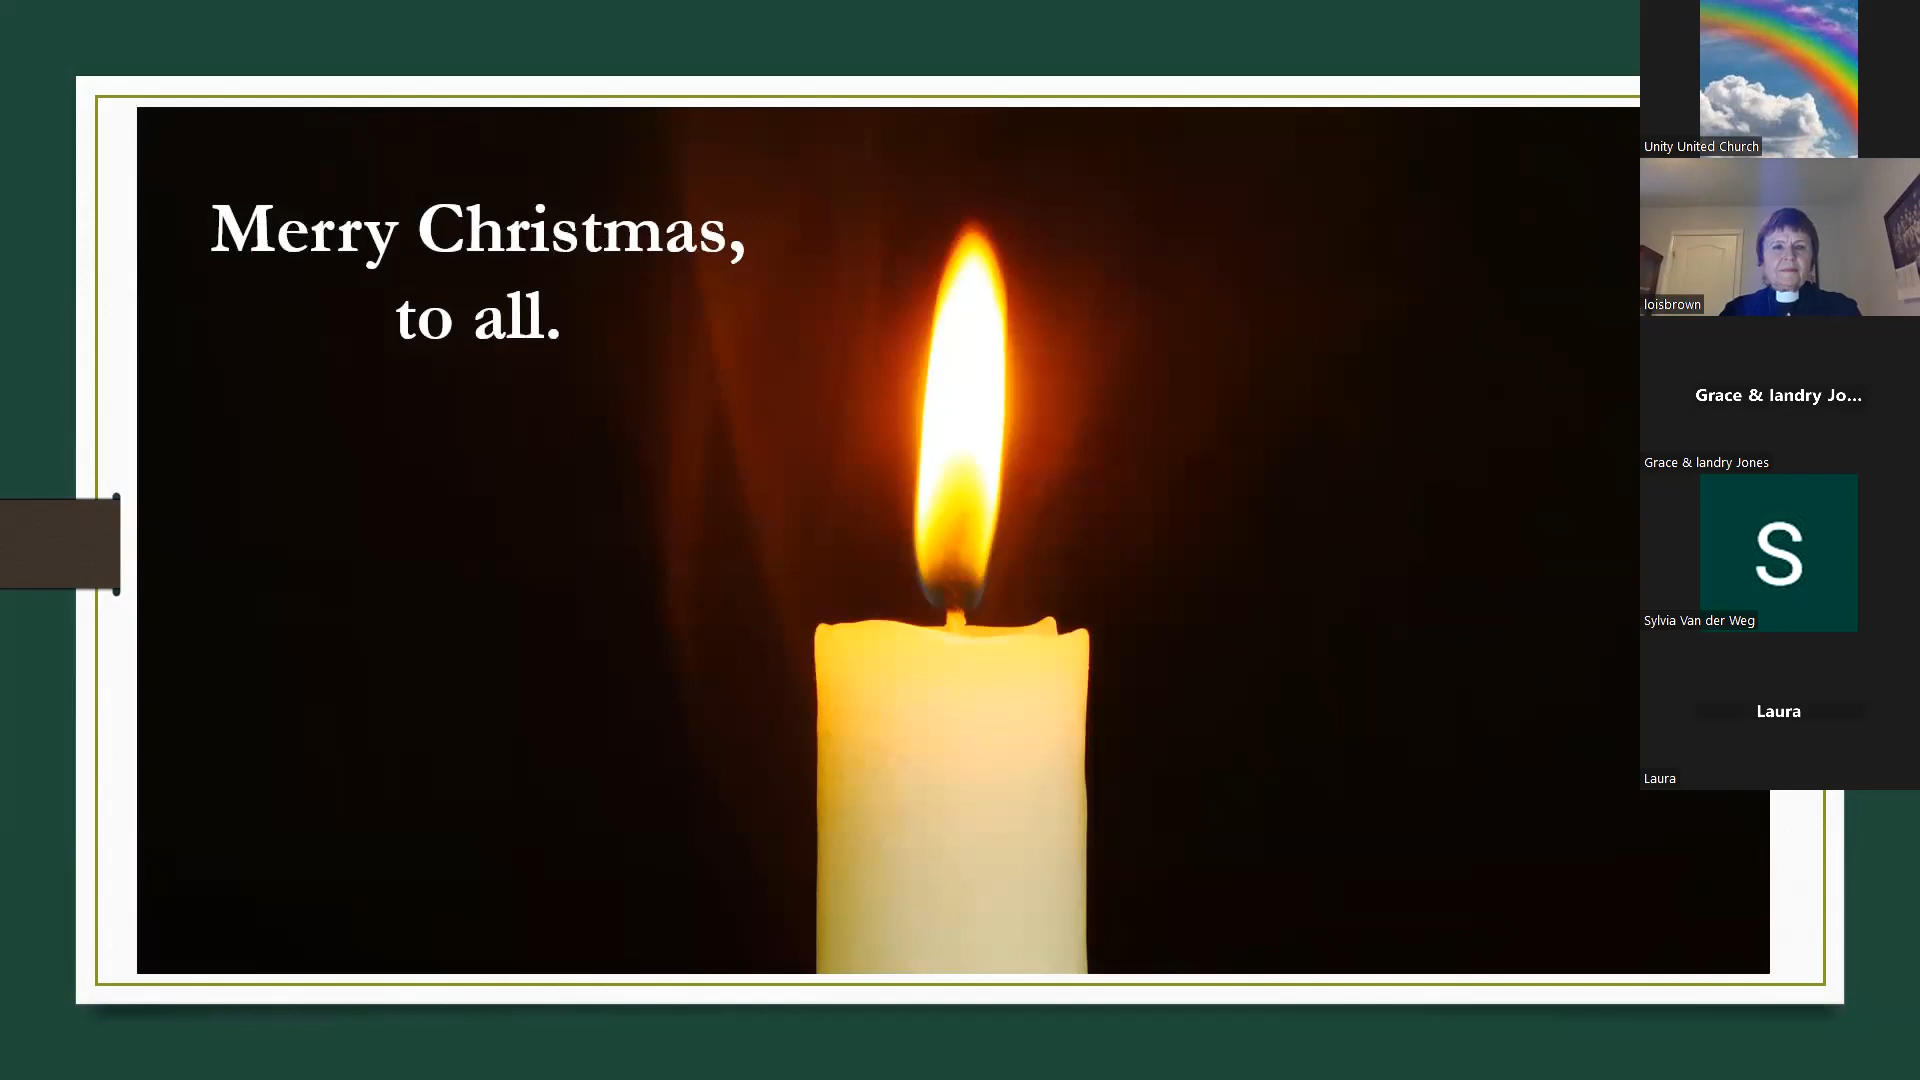 Merry Christmas,
to all.
Unity United Church
loisbrown
Grace & landry Jo...
Grace & landry Jones
S
Sylvia Van der Weg
Laura
Laura